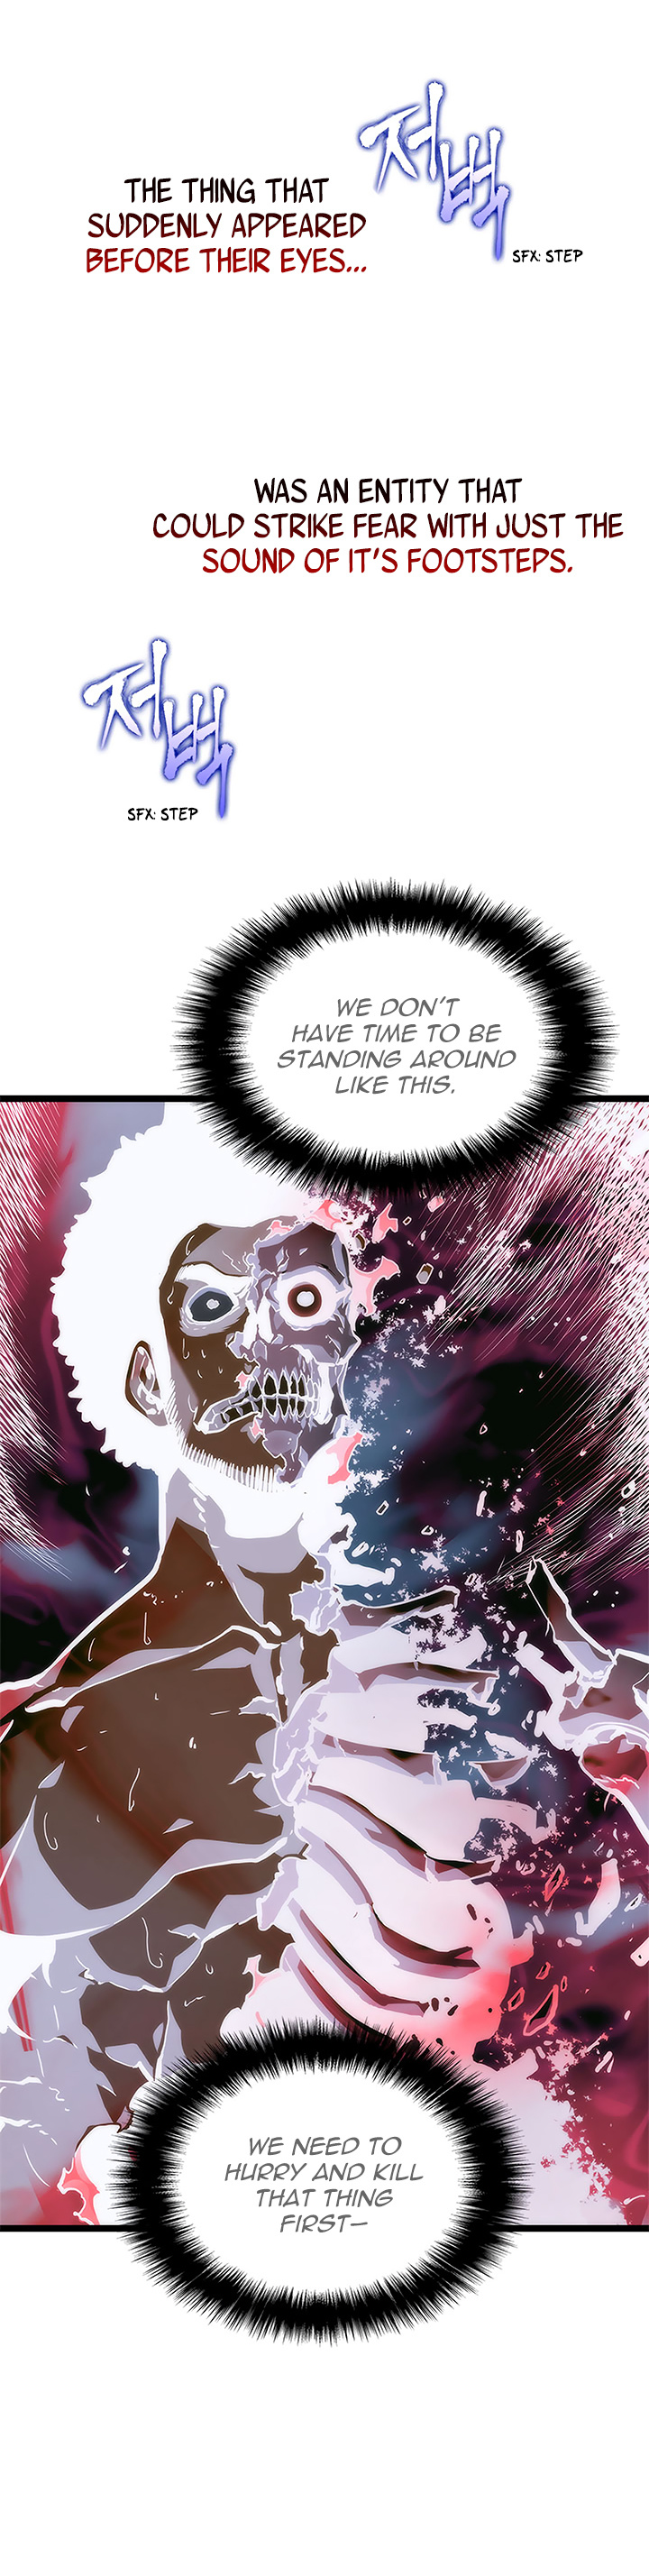 THE THING THAT
SUDDENLY APPEARED
BEFORE THEIR EYES...
저벅
SFX: STEP
WAS AN ENTITY THAT
COULD STRIKE FEAR WITH JUST THE
SOUND OF IT'S FOOTSTEPS.
저벅
SFX: STEP
WE DON'T
HAVE TIME TO BE
STANDING AROUND
LIKE THIS.
WE NEED TO
HURRY AND KILL
THAT THING
FIRST-